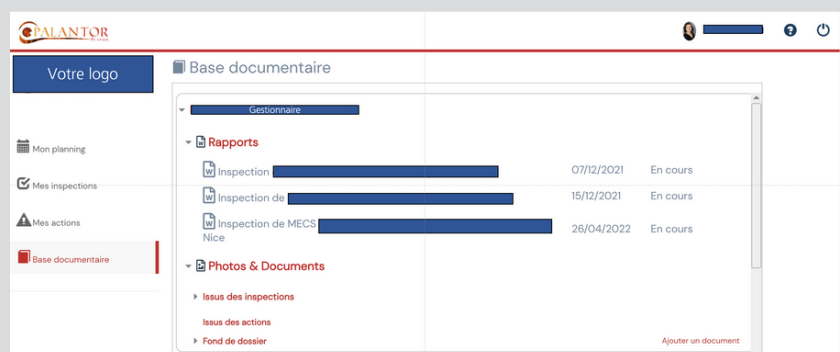 PALANTOR
Votre logo
Base documentaire
Gestionnaire
Mon planning
Mes inspections
Mes actions
Base documentaire
Rapports
Inspection 07/12/2021 En cours
Inspection de 15/12/2021 En cours
Inspection de MECS
Nice 26/04/2022 En cours
Photos & Documents
Issus des inspections
Issus des actions
Fond de dossier
Ajouter un document